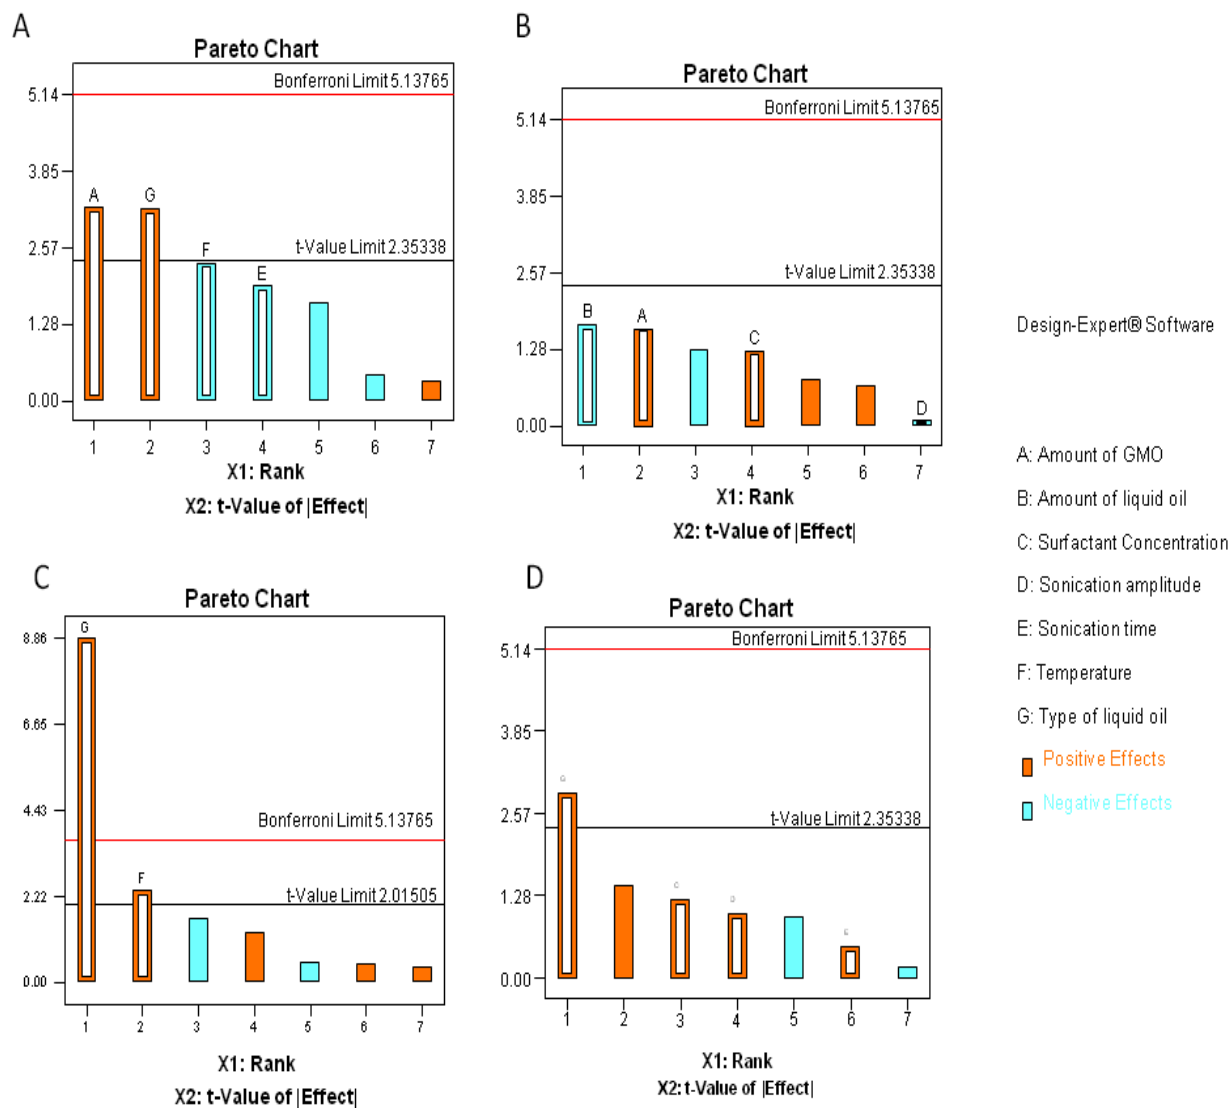 A
Pareto Chart
Bonferroni Limit 5.13765
5.14
3.85
2.57
1.28
0.00
A
G
F
E
t-Value Limit 2.35338
1 2 3 4 5 6 7
X1: Rank
X2: t-Value of |Effect|
B
Pareto Chart
Bonferroni Limit 5.13765
5.14
3.85
2.57
1.28
0.00
t-Value Limit 2.35338
B
A
C
D
1 2 3 4 5 6 7
X1: Rank
X2: t-Value of |Effect|
C
Pareto Chart
8.86
6.65
4.43
2.22
0.00
G
F
Bonferroni Limit 5.13765
t-Value Limit 2.01505
1 2 3 4 5 6 7
X1: Rank
X2: t-Value of |Effect|
D
Pareto Chart
Bonferroni Limit 5.13765
5.14
3.85
2.57
1.28
0.00
t-Value Limit 2.35338
1 2 3 4 5 6 7
X1: Rank
X2: t-Value of |Effect|
Design-Expert® Software
A: Amount of GMO
B: Amount of liquid oil
C: Surfactant Concentration
D: Sonication amplitude
E: Sonication time
F: Temperature
G: Type of liquid oil
Positive Effects
Negative Effects